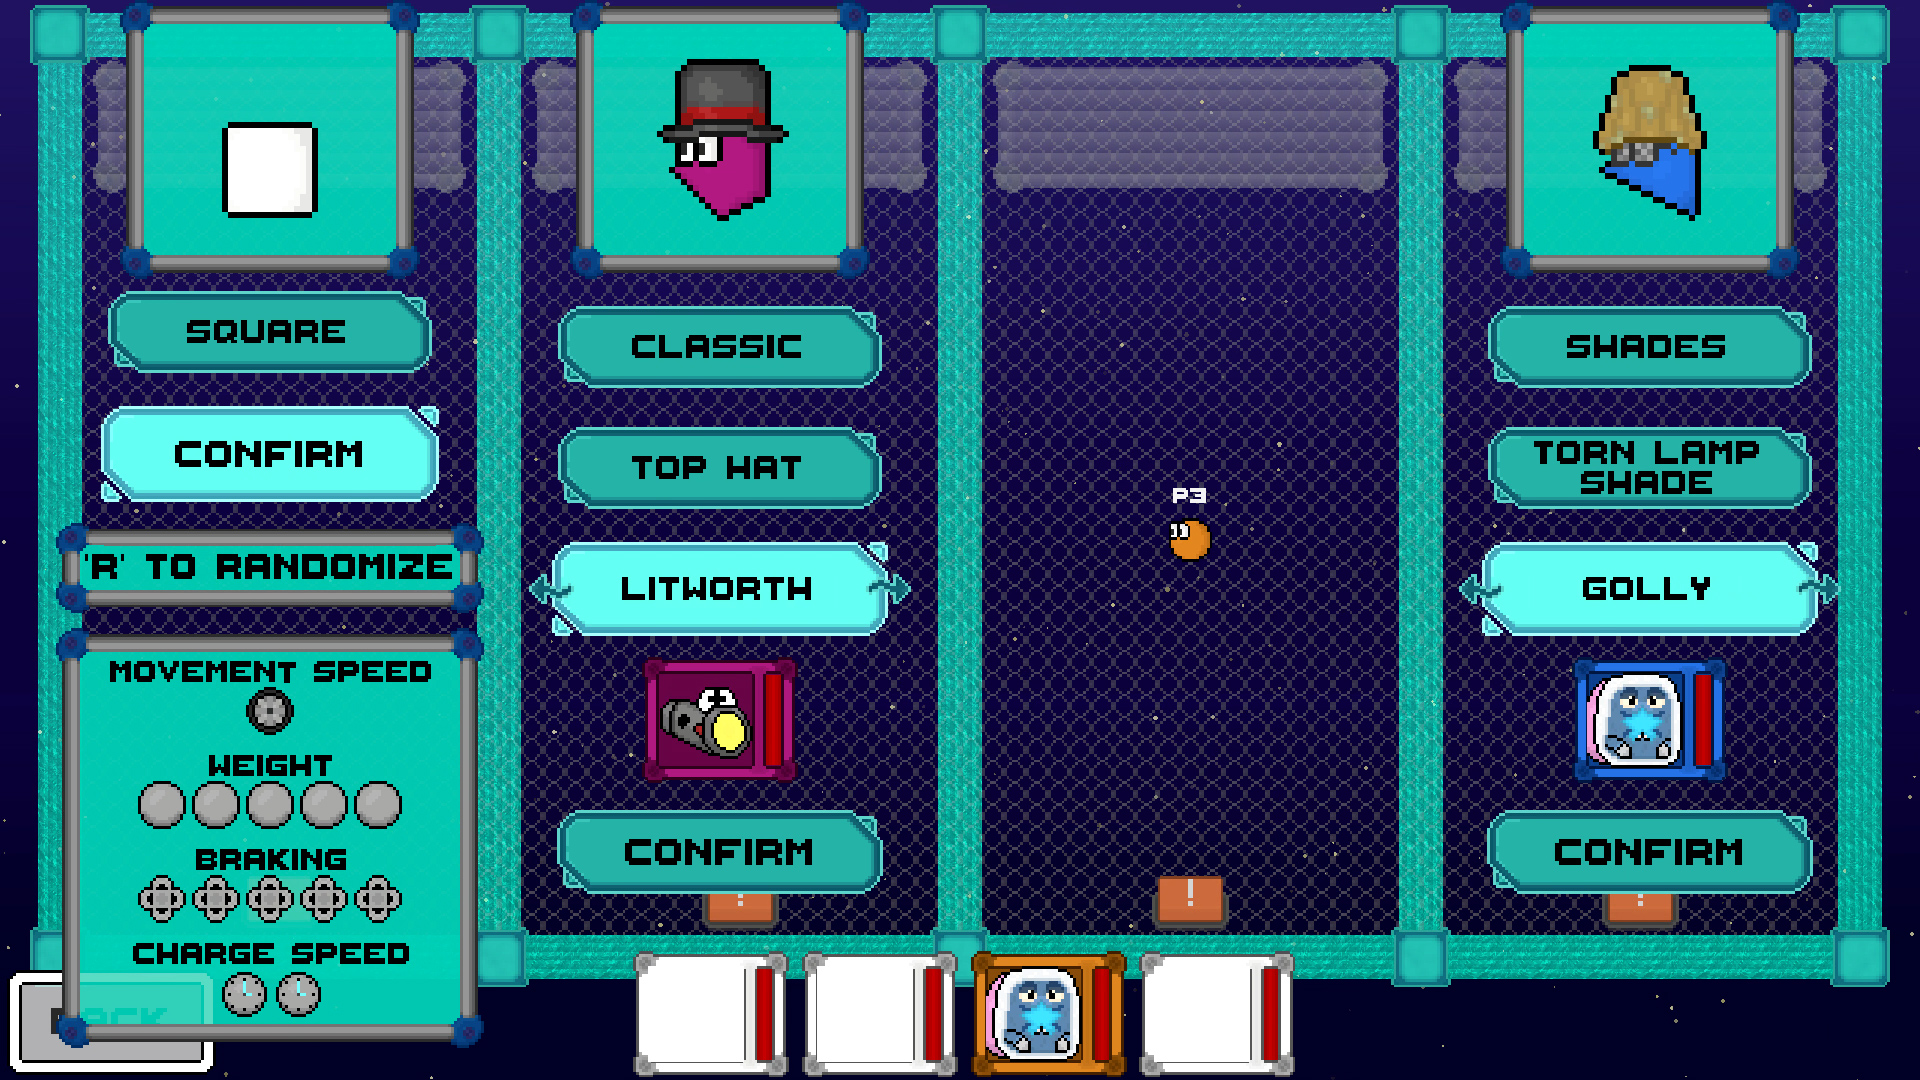 SQUARE
CONFIRM
'R' TO RANDOMIZE
MOVEMENT SPEED
WEIGHT
BRAKING
CHARGE SPEED
CLASSIC
TOP HAT
LITWORTH
CONFIRM
!
P3
!
SHADES
TORN LAMP
SHADE
GOLLY
CONFIRM
!